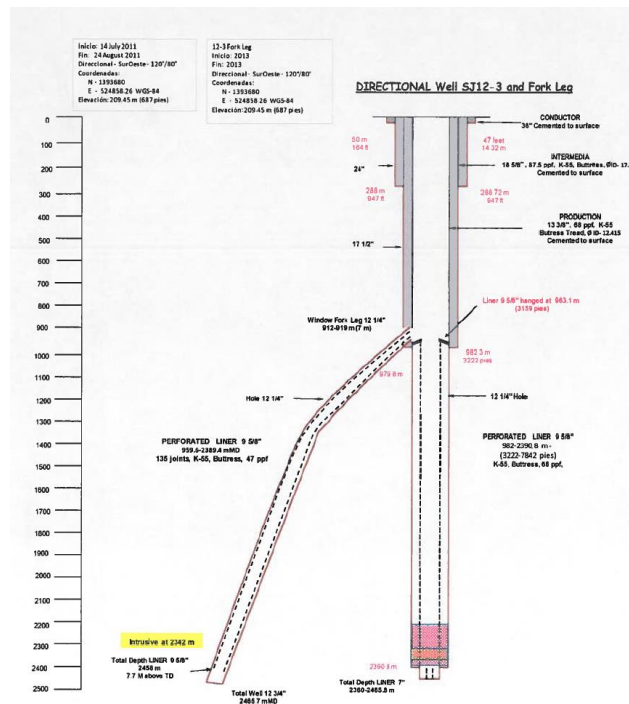 Inicio: 14 July 2011
Fin: 24 August 2011
Direccional - SurOeste - 120°/80°
Coordenadas:
N - 1393680
E - 524858.26 WGS-84
Elevación: 209.45 m (687 pies)
12-3 Fork Leg
Inicio: 2013
Fin: 2013
Direccional - SurOeste - 120°/80°
Coordenadas:
N - 1393680
E - 524858.26 WGS-84
Elevación: 209.45 m (687 pies)
DIRECTIONAL Well SJ12-3 and Fork Leg
0
100
200
300
400
500
600
700
800
900
1000
1100
1200
1300
1400
1500
1600
1700
1800
1900
2000
2100
2200
2300
2400
2500
50 m
164 ft
24"
288 m
947 ft
17 1/2"
CONDUCTOR
36" Cemented to surface
47 feet
14.32 m
INTERMEDIA
18 5/8", 87.5 ppf, K-55, Buttress, Ø ID- 17.
Cemented to surface
288.72 m
947 ft
PRODUCTION
13 3/8", 68 ppf. K-55
Butress Tread, Ø ID- 12.415
Cemented to surface
Window Fork Leg 12 1/4"
912-919 m (7 m)
Liner 9 5/8" hanged at 963.1 m
(3159 pies)
982.3 m
3222 pies
979.8 m
Hole 12 1/4"
12 1/4" Hole
PERFORATED LINER 9 5/8"
959.6-2389.4 mMD
135 joints, K-55, Buttress, 47 ppf
PERFORATED LINER 9 5/8"
982-2390.8 m-
(3222-7842 pies)
K-55, Buttress, 68 ppf,
Intrusive at 2342 m
Total Depth LINER 9 5/8"
2458 m
7.7 M above TD
Total Well 12 3/4"
2465.7 mMD
2390.8 m
Total Depth LINER 7"
2360-2465.8 m